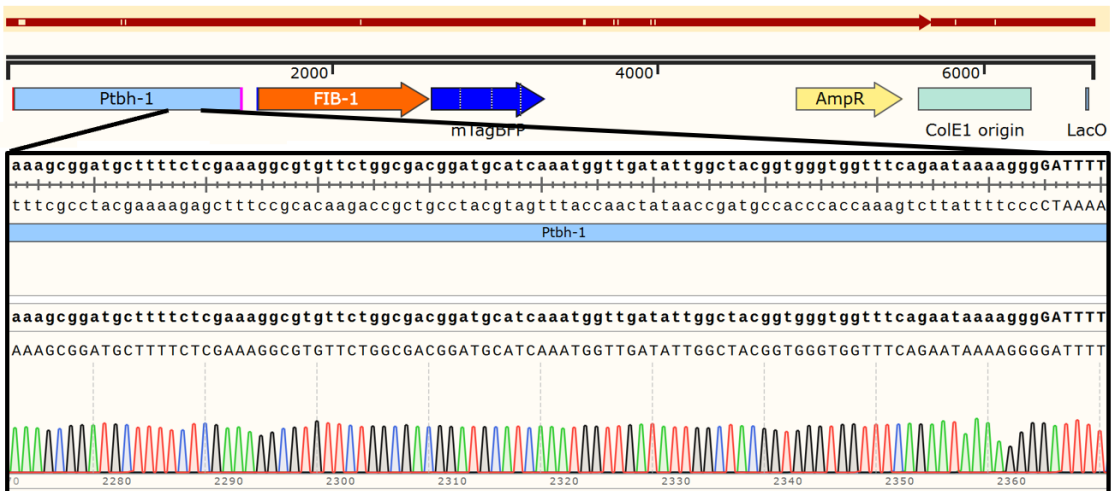 2000 4000 6000
Ptbh-1 FIB-1 AmpR
mTagBFP ColE1 origin LacO
aaagcggatgcttttctcgaaaggcgtgttctggcgacggatgcatcaaatggttgatattggctacggtgggtggtttcagaataaaagggGATTTT
tttcgcctacgaaaagagctttccgcacaagaccgctgcctacgtagtttaccaactataaccgatgccacccaccaaagtcttattttcccCTAAAA
Ptbh-1
aaagcggatgcttttctcgaaaggcgtgttctggcgacggatgcatcaaatggttgatattggctacggtgggtggtttcagaataaaagggGATTTT
AAAGCGGATGCTTTTCTCGAAAGGCGTGTTCTGGCGACGGATGCATCAAATGGTTGATATTGGCTACGGTGGGTGGTTTCAGAATAAAAGGGGATTTT
70 2280 2290 2300 2310 2320 2330 2340 2350 2360